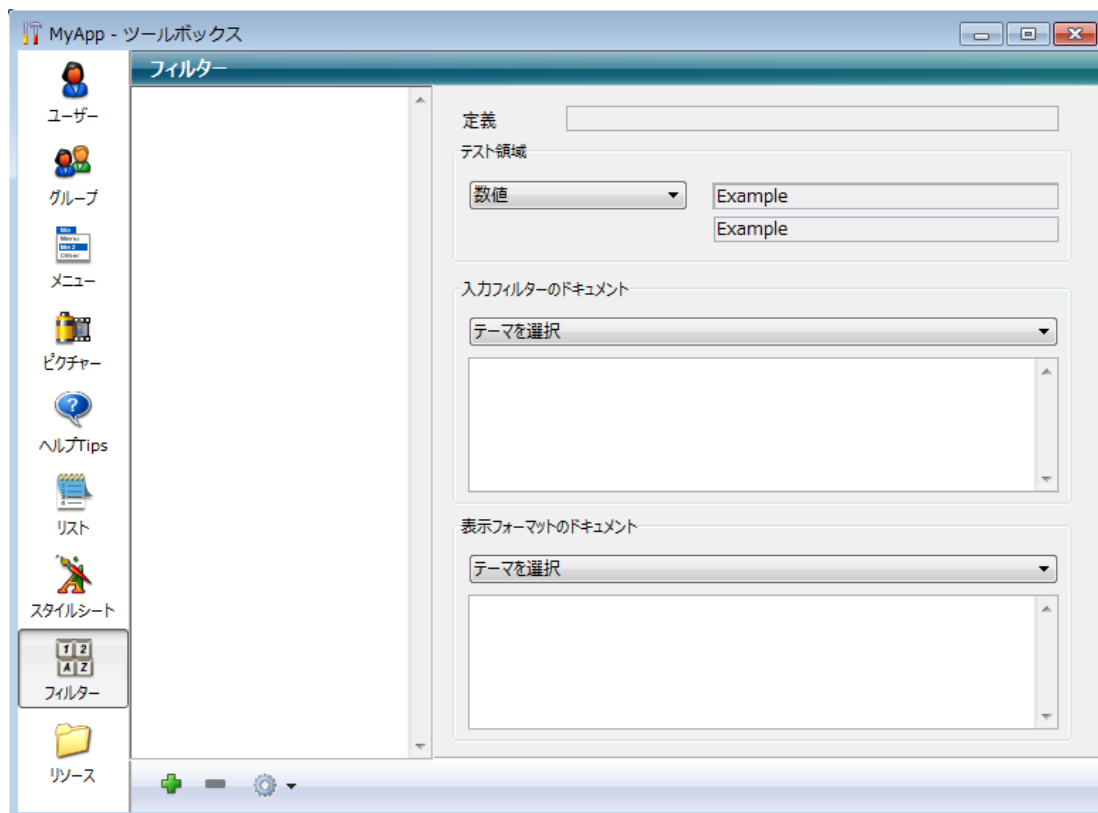 MyApp - ツールボックス
フィルター
ユーザー
グループ
メニュー
ピクチャー
ヘルプTips
リスト
スタイルシート
フィルター
リソース
定義
テスト領域
数値
Example
Example
入力フィルターのドキュメント
テーマを選択
表示フォーマットのドキュメント
テーマを選択